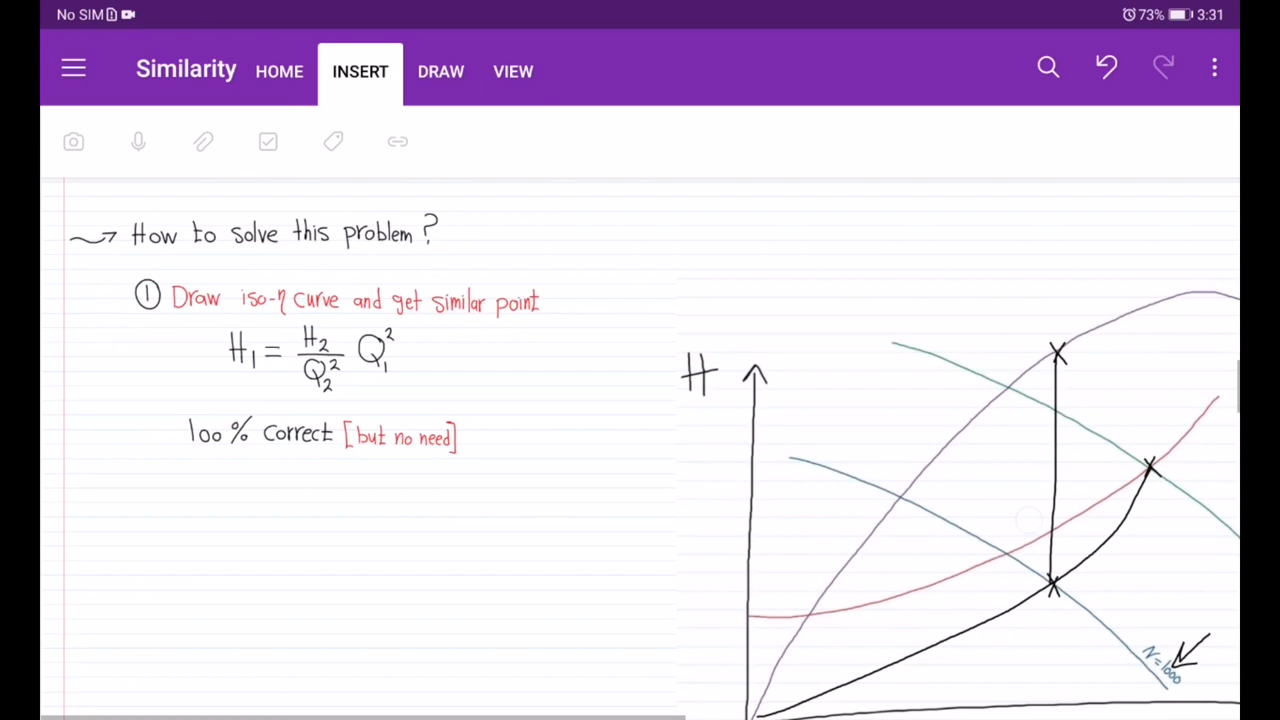 No SIM 73% 3:31
Similarity HOME INSERT DRAW VIEW
How to solve this problem?
① Draw iso-η curve and get similar point
H₁ = H₂/Q₂² Q₁²
100% correct [but no need]
H
N=1000